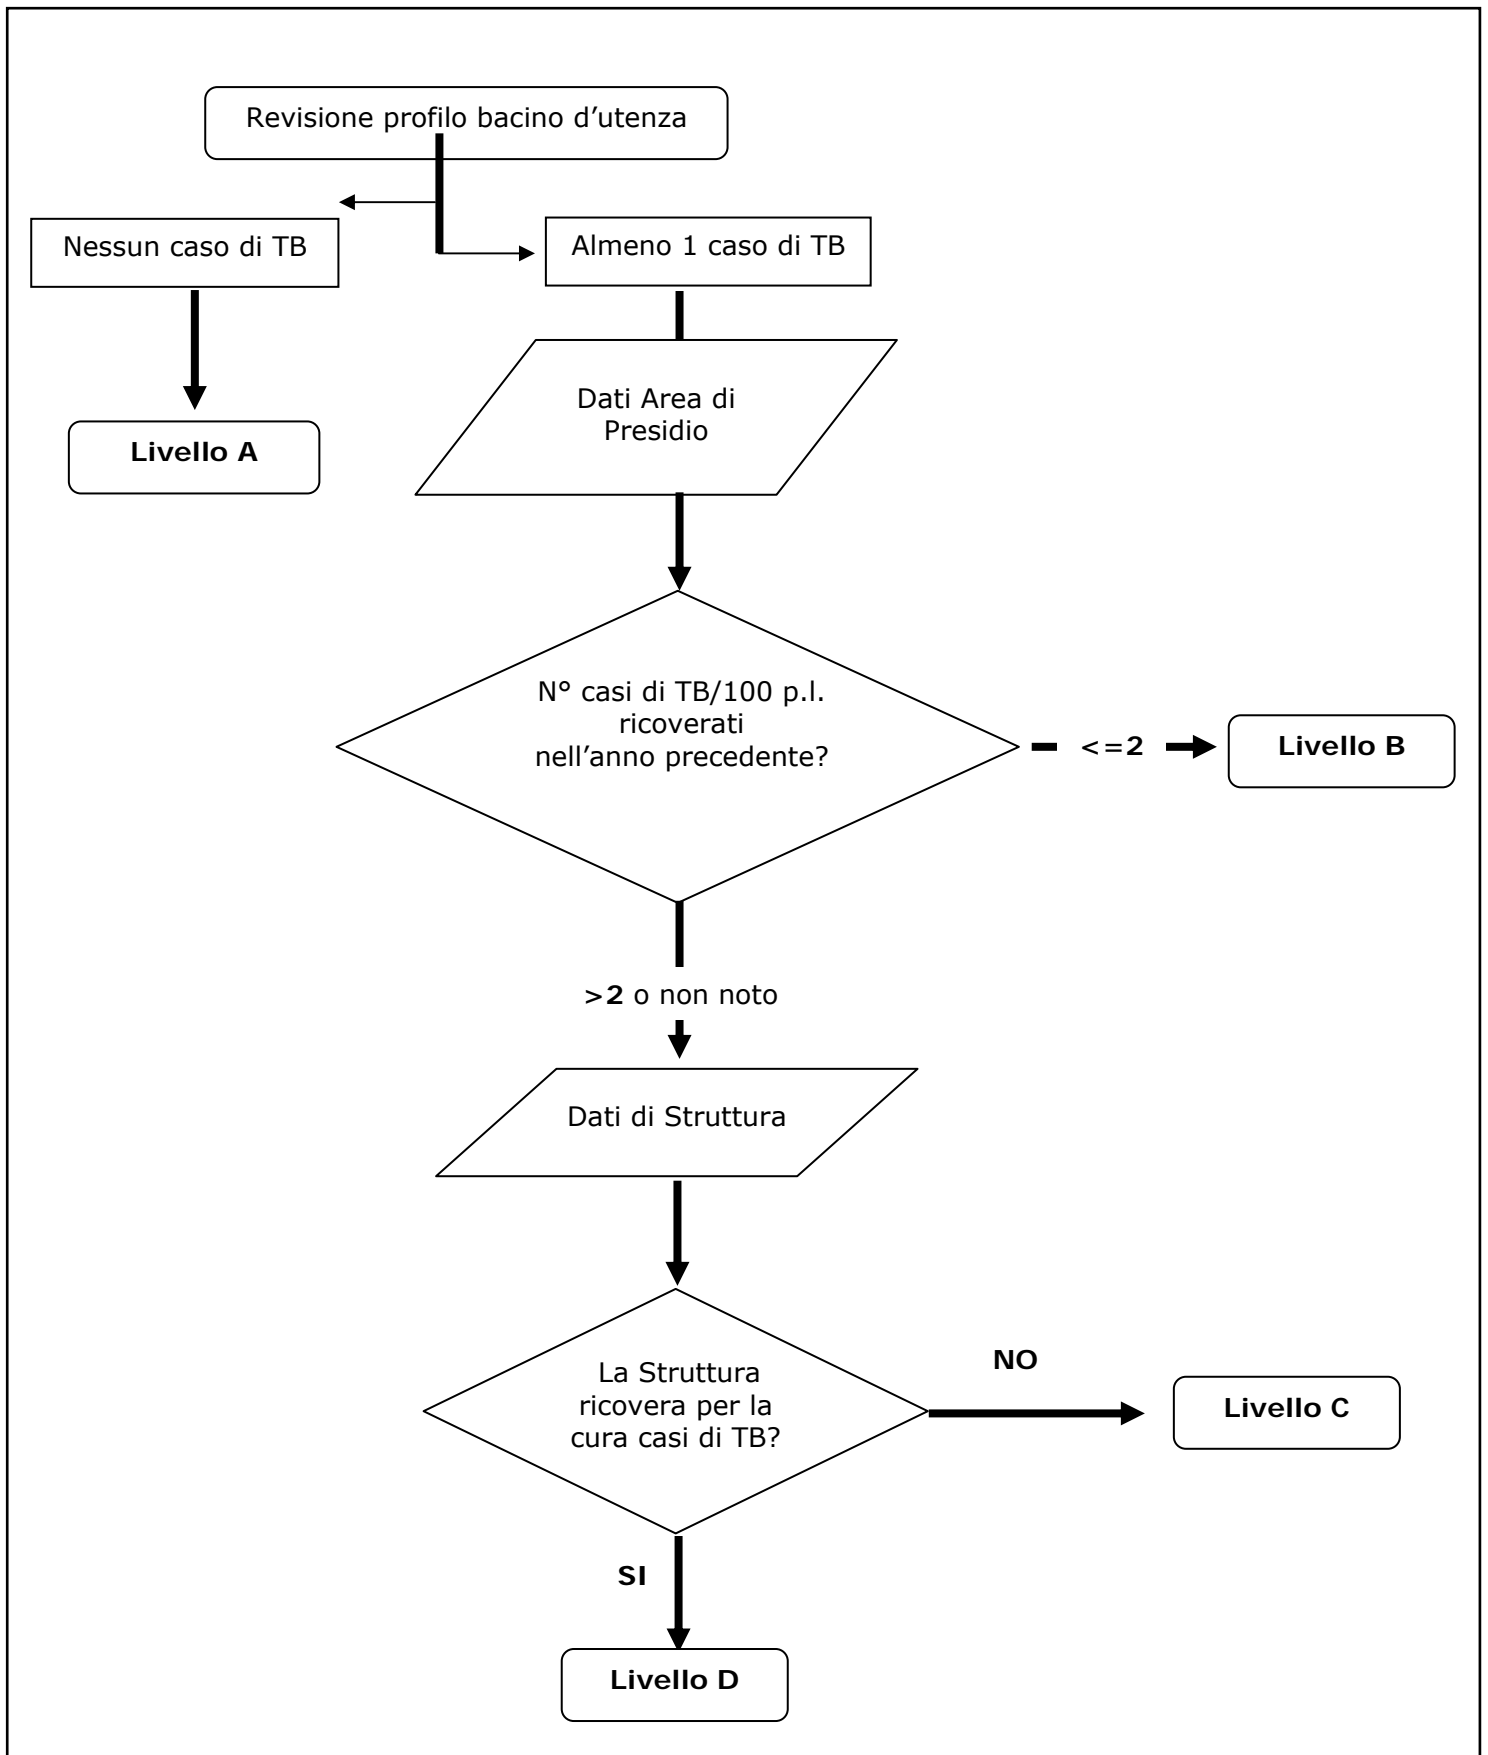 Revisione profilo bacino d’utenza
Nessun caso di TB
Almeno 1 caso di TB
Livello A
Dati Area di
Presidio
N° casi di TB/100 p.l.
ricoverati
nell’anno precedente?
<=2
Livello B
>2 o non noto
Dati di Struttura
La Struttura
ricovera per la
cura casi di TB?
NO
Livello C
SI
Livello D